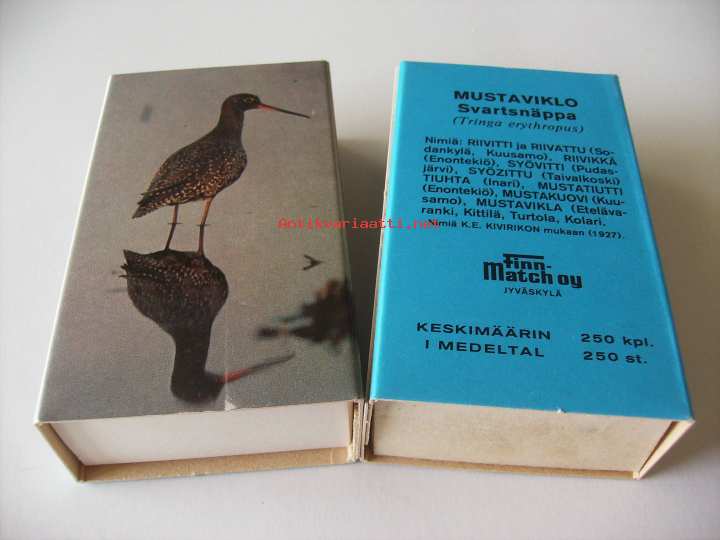 MUSTAVIKLO
Svartsnäppa
(Tringa erythropus)
Nimiä: RIIVITTI ja RIIVATTU (So-
dankylä, Kuusamo), RIIVIKKÄ
(Enontekiö), SYÖVITTI (Pudas-
järvi), SYÖZITTU (Taivalkoski)
TIUHTA (Inari), MUSTATIUTTI
(Enontekiö), MUSTAKUOVI (Kuu-
samo), MUSTAVIKLA (Eteläva-
ranki, Kittilä, Turtola, Kolari.
Nimiä K.E. KIVIRIKON mukaan (1927).
Finn-
Match oy
JYVÄSKYLÄ
KESKIMÄÄRIN 250 kpl.
I MEDELTAL 250 st.
Antikvariaatti.net